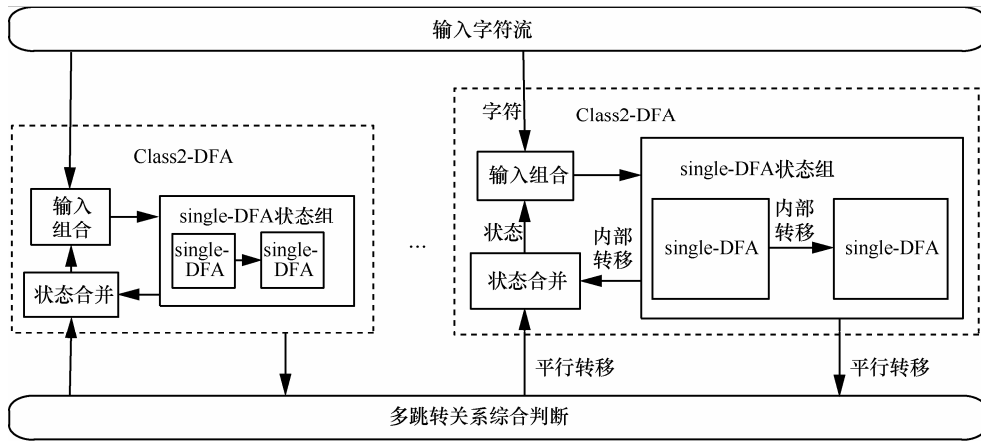 输入字符流
Class2-DFA
输入
组合
single-DFA状态组
single-
DFA
single-
DFA
状态合并
...
字符
Class2-DFA
输入组合
single-DFA状态组
状态
内部
转移
single-DFA
内部
转移
single-DFA
状态合并
平行转移
平行转移
多跳转关系综合判断